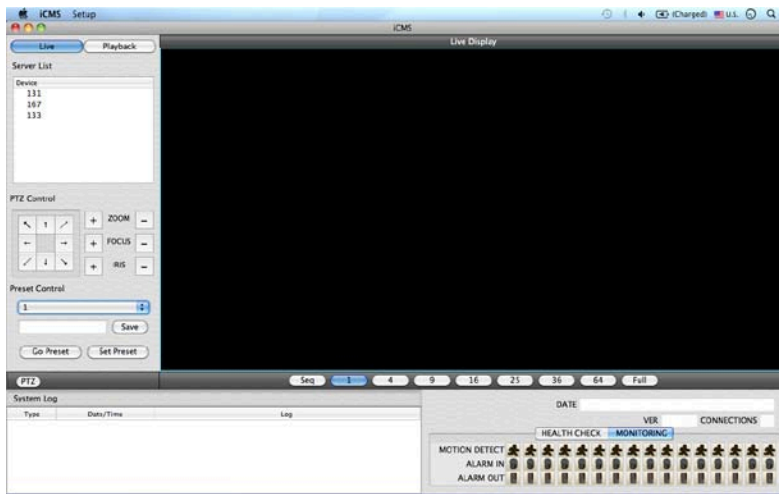 iCMS Setup (Charged) U.S.
iCMS
Live Playback
Live Display
Server List
Device
131
167
133
PTZ Control
+ ZOOM -
+ FOCUS -
+ IRIS -
Preset Control
1
Save
Go Preset Set Preset
PTZ
Seq 1 4 9 16 25 36 64 Full
System Log
Type Date/Time Log
DATE
VER CONNECTIONS
HEALTH CHECK MONITORING
MOTION DETECT
ALARM IN
ALARM OUT